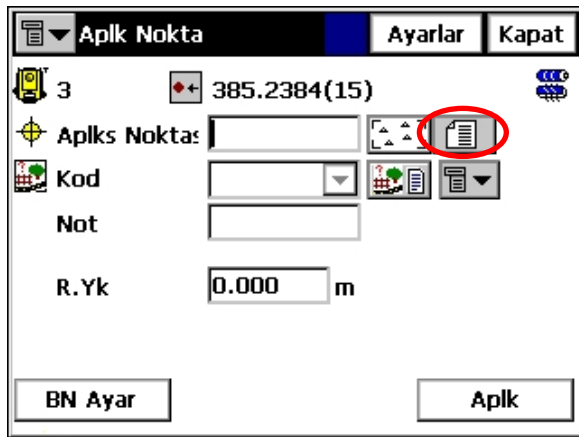 Aplk Nokta Ayarlar Kapat
3 385.2384(15)
Aplks Noktas
Kod
Not
R.Yk 0.000 m
BN Ayar Aplk